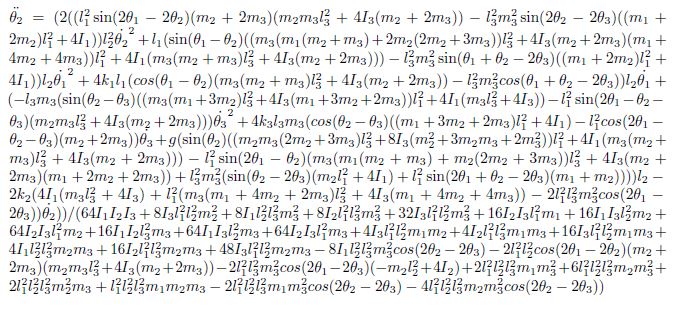 θ̈₂ = (2((l₁² sin(2θ₁ − 2θ₂)(m₂ + 2m₃)(m₂m₃l₃² + 4I₃(m₂ + 2m₃)) − l₃²m₃² sin(2θ₂ − 2θ₃)((m₁ +
2m₂)l₁² + 4I₁))l₂²θ̇₂² + l₁(sin(θ₁ − θ₂)((m₃(m₁(m₂ + m₃) + 2m₂(2m₂ + 3m₃))l₃² + 4I₃(m₂ + 2m₃)(m₁ +
4m₂ + 4m₃))l₁² + 4I₁(m₃(m₂ + m₃)l₃² + 4I₃(m₂ + 2m₃))) − l₃²m₃² sin(θ₁ + θ₂ − 2θ₃)((m₁ + 2m₂)l₁² +
4I₁))l₂θ̇₁² + 4k₁l₁(cos(θ₁ − θ₂)(m₃(m₂ + m₃)l₃² + 4I₃(m₂ + 2m₃)) − l₃²m₃²cos(θ₁ + θ₂ − 2θ₃))l₂θ̇₁ +
(−l₃m₃(sin(θ₂−θ₃)((m₃(m₁+3m₂)l₃²+4I₃(m₁+3m₂+2m₃))l₁²+4I₁(m₃l₃²+4I₃))−l₁² sin(2θ₁−θ₂−
θ₃)(m₂m₃l₃² + 4I₃(m₂ + 2m₃)))θ̇₃² + 4k₃l₃m₃(cos(θ₂ − θ₃)((m₁ + 3m₂ + 2m₃)l₁² + 4I₁) − l₁²cos(2θ₁ −
θ₂−θ₃)(m₂+2m₃))θ̇₃+g(sin(θ₂)((m₂m₃(2m₂+3m₃)l₃²+8I₃(m₂²+3m₂m₃+2m₃²))l₁²+4I₁(m₃(m₂+
m₃)l₃² + 4I₃(m₂ + 2m₃))) − l₁² sin(2θ₁ − θ₂)(m₃(m₁(m₂ + m₃) + m₂(2m₂ + 3m₃))l₃² + 4I₃(m₂ +
2m₃)(m₁ + 2m₂ + 2m₃)) + l₃²m₃²(sin(θ₂ − 2θ₃)(m₂l₁² + 4I₁) + l₁² sin(2θ₁ + θ₂ − 2θ₃)(m₁ + m₂))))l₂ −
2k₂(4I₁(m₃l₃² + 4I₃) + l₁²(m₃(m₁ + 4m₂ + 2m₃)l₃² + 4I₃(m₁ + 4m₂ + 4m₃)) − 2l₁²l₃²m₃²cos(2θ₁ −
2θ₃))θ̇₂))/(64I₁I₂I₃ + 8I₃l₁²l₂²m₂² + 8I₁l₂²l₃²m₃² + 8I₂l₁²l₃²m₃² + 32I₃l₁²l₂²m₃² + 16I₂I₃l₁²m₁ + 16I₁I₃l₂²m₂ +
64I₂I₃l₁²m₂+16I₁I₂l₃²m₃+64I₁I₃l₂²m₃+64I₂I₃l₁²m₃+4I₃l₁²l₂²m₁m₂+4I₂l₁²l₃²m₁m₃+16I₃l₁²l₂²m₁m₃+
4I₁l₂²l₃²m₂m₃ + 16I₂l₁²l₃²m₂m₃ + 48I₃l₁²l₂²m₂m₃ − 8I₁l₂²l₃²m₃²cos(2θ₂ − 2θ₃) − 2l₁²l₂²cos(2θ₁ − 2θ₂)(m₂ +
2m₃)(m₂m₃l₃²+4I₃(m₂+2m₃))−2l₁²l₃²m₃²cos(2θ₁−2θ₃)(−m₂l₂²+4I₂)+2l₁²l₂²l₃²m₁m₃²+6l₁²l₂²l₃²m₂m₃²+
2l₁²l₂²l₃²m₂²m₃ + l₁²l₂²l₃²m₁m₂m₃ − 2l₁²l₂²l₃²m₁m₃²cos(2θ₂ − 2θ₃) − 4l₁²l₂²l₃²m₂m₃²cos(2θ₂ − 2θ₃))